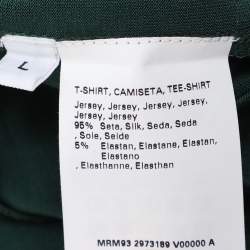 L
T-SHIRT, CAMISETA, TEE-SHIRT
Jersey, Jersey, Jersey, Jersey,
Jersey, Jersey
95% Seta, Silk, Seda, Seda
, Soie, Seide
5% Elastan, Elastane, Elastan,
Elastano
, Elasthanne, Elasthan
MRM93 2973189 V00000 A